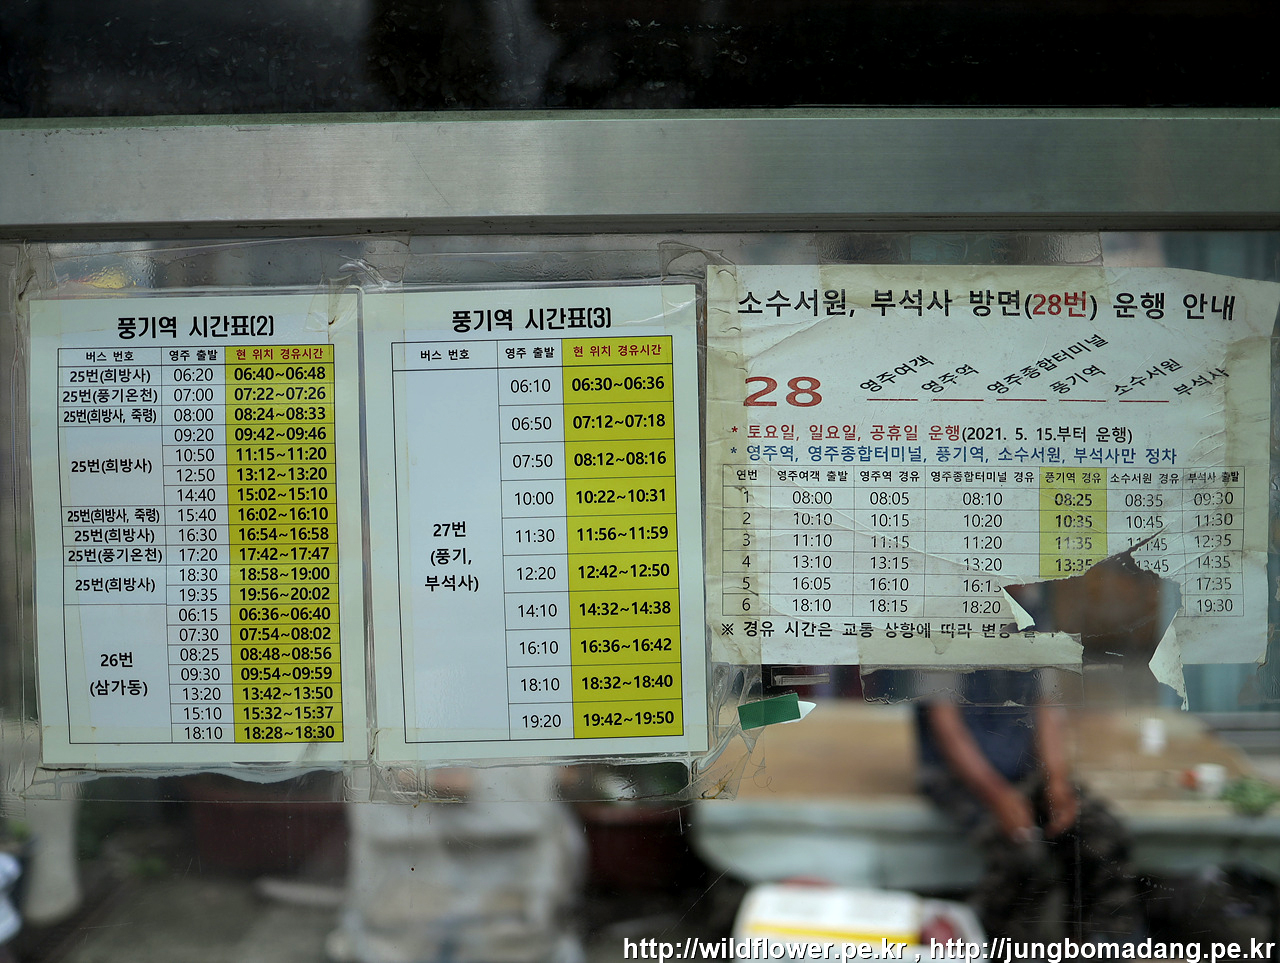 풍기역 시간표(2)
버스 번호 영주 출발 현 위치 경유시간
25번(희방사) 06:20 06:40~06:48
25번(풍기온천) 07:00 07:22~07:26
25번(희방사, 죽령) 08:00 08:24~08:33
25번(희방사) 09:20 09:42~09:46
10:50 11:15~11:20
12:50 13:12~13:20
14:40 15:02~15:10
25번(희방사, 죽령) 15:40 16:02~16:10
25번(희방사) 16:30 16:54~16:58
25번(풍기온천) 17:20 17:42~17:47
25번(희방사) 18:30 18:58~19:00
19:35 19:56~20:02
26번
(삼가동)
06:15 06:36~06:40
07:30 07:54~08:02
08:25 08:48~08:56
09:30 09:54~09:59
13:20 13:42~13:50
15:10 15:32~15:37
18:10 18:28~18:30
풍기역 시간표(3)
버스 번호 영주 출발 현 위치 경유시간
27번
(풍기,
부석사)
06:10 06:30~06:36
06:50 07:12~07:18
07:50 08:12~08:16
10:00 10:22~10:31
11:30 11:56~11:59
12:20 12:42~12:50
14:10 14:32~14:38
16:10 16:36~16:42
18:10 18:32~18:40
19:20 19:42~19:50
소수서원, 부석사 방면(28번) 운행 안내
28 영주여객 영주역 영주종합터미널 풍기역 소수서원 부석사
* 토요일, 일요일, 공휴일 운행(2021. 5. 15.부터 운행)
* 영주역, 영주종합터미널, 풍기역, 소수서원, 부석사만 정차
연번 영주여객 출발 영주역 경유 영주종합터미널 경유 풍기역 경유 소수서원 경유 부석사 출발
1 08:00 08:05 08:10 08:25 08:35 09:30
2 10:10 10:15 10:20 10:35 10:45 11:30
3 11:10 11:15 11:20 11:35 11:45 12:35
4 13:10 13:15 13:20 13:35 13:45 14:35
5 16:05 16:10 16:15 17:35
6 18:10 18:15 18:20 19:30
※ 경유 시간은 교통 상황에 따라 변동
http://wildflower.pe.kr , http://jungbomadang.pe.kr